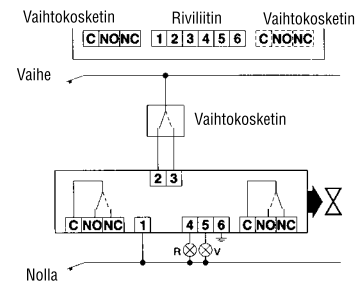 Vaihtokosketin Riviliitin Vaihtokosketin
C NO NC 1 2 3 4 5 6 C NO NC
Vaihe
Vaihtokosketin
2 3
C NO NC 1 4 5 6 C NO NC
R V
Nolla